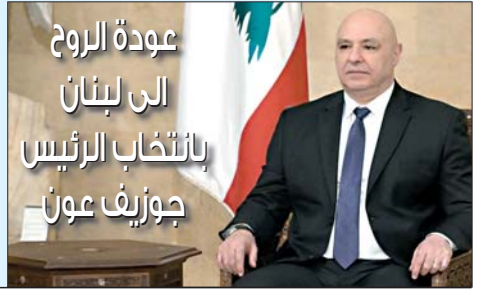 عودة الروح
الى لبنان
بانتخاب الرئيس
جوزيف عون